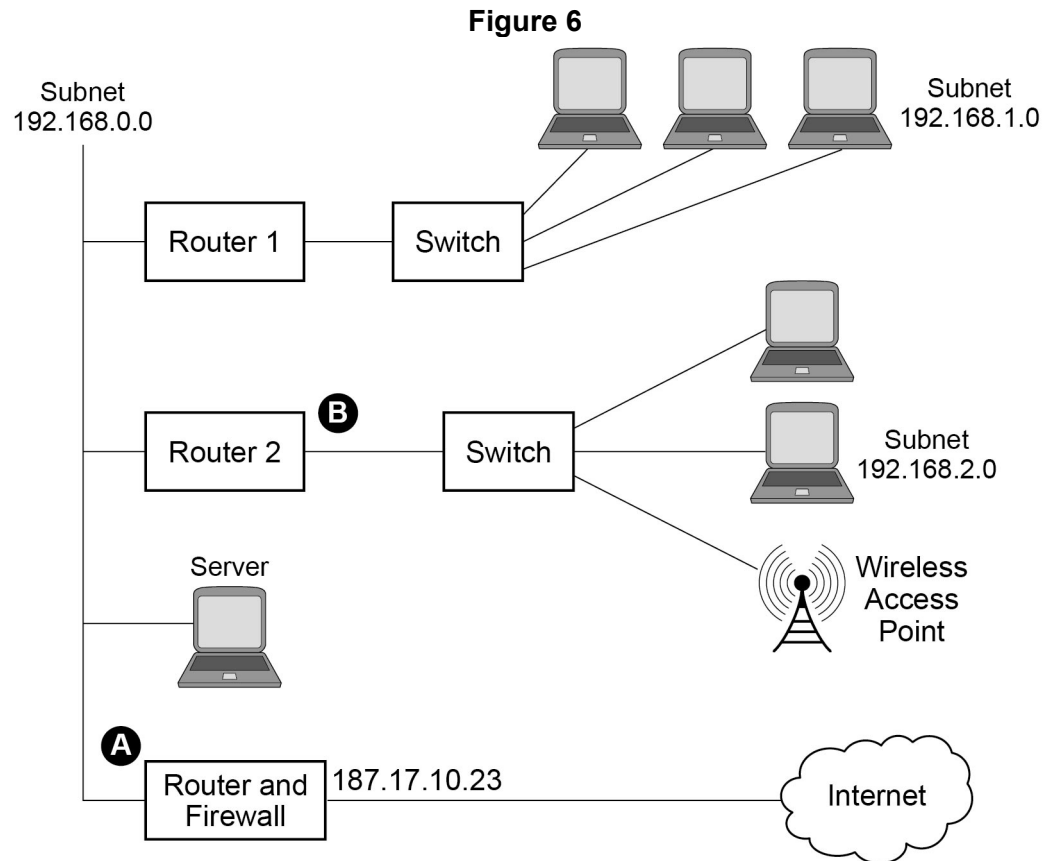 Figure 6
Subnet
192.168.0.0
Subnet
192.168.1.0
Router 1
Switch
B
Router 2
Switch
Subnet
192.168.2.0
Server
Wireless
Access
Point
A
Router and
Firewall
187.17.10.23
Internet